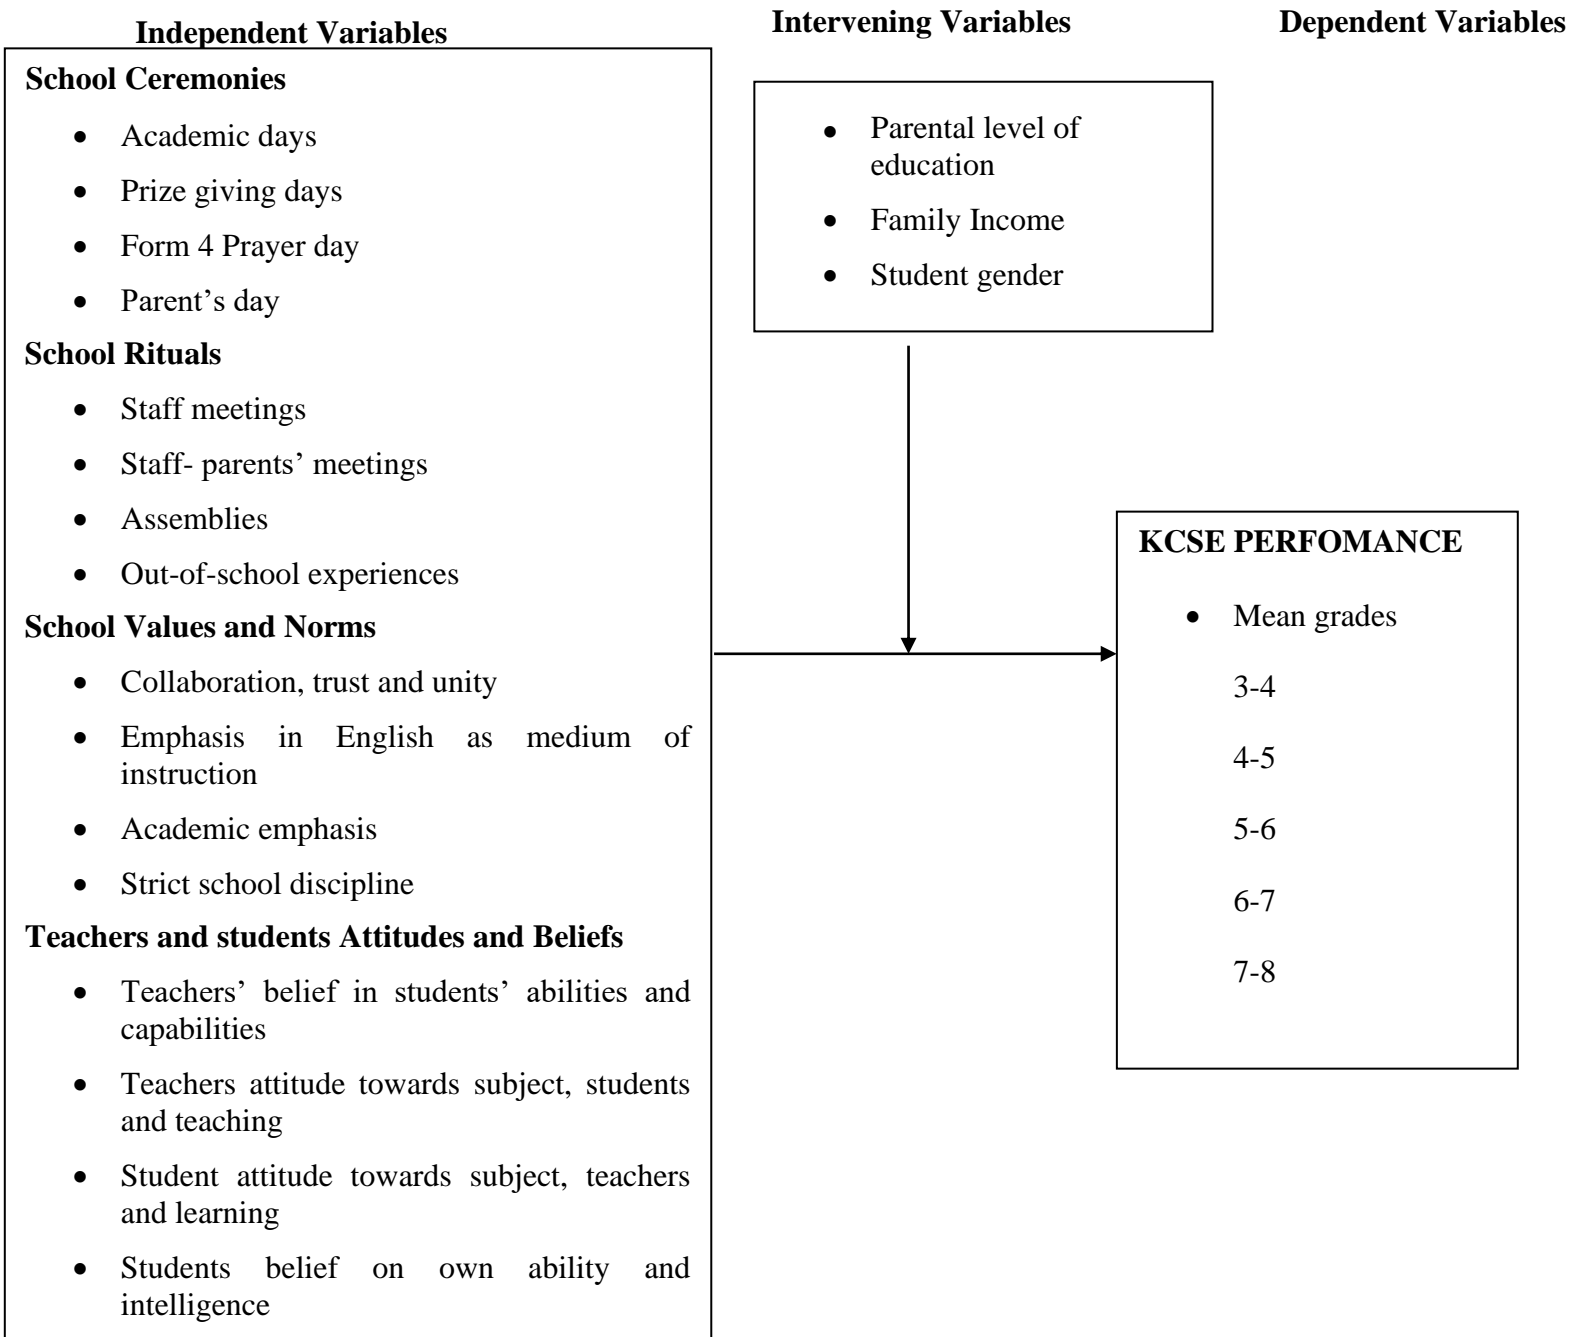 Independent Variables
Intervening Variables
Dependent Variables
School Ceremonies
• Academic days
• Prize giving days
• Form 4 Prayer day
• Parent’s day
School Rituals
• Staff meetings
• Staff- parents’ meetings
• Assemblies
• Out-of-school experiences
School Values and Norms
• Collaboration, trust and unity
• Emphasis in English as medium of
instruction
• Academic emphasis
• Strict school discipline
Teachers and students Attitudes and Beliefs
• Teachers’ belief in students’ abilities and
capabilities
• Teachers attitude towards subject, students
and teaching
• Student attitude towards subject, teachers
and learning
• Students belief on own ability and
intelligence
• Parental level of
education
• Family Income
• Student gender
KCSE PERFOMANCE
• Mean grades
3-4
4-5
5-6
6-7
7-8